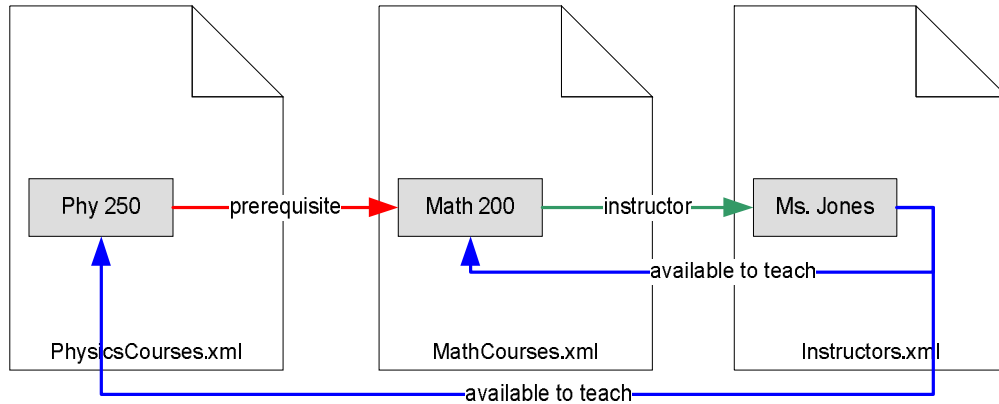 Phy 250
prerequisite
Math 200
instructor
Ms. Jones
available to teach
PhysicsCourses.xml
MathCourses.xml
Instructors.xml
available to teach